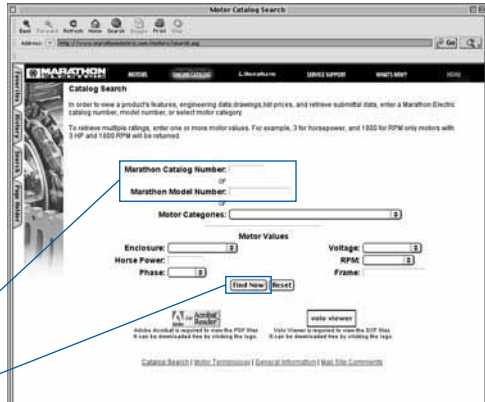 Motor Catalog Search
Back Forward Refresh Home Search Images Print Stop
Address: http://www.marathonelectric.com/motors/search.asp Go
MARATHON ELECTRIC MOTORS ONLINE CATALOG Literature SERVICE SUPPORT WHAT'S NEW? HOME
Favorites
History
Search
Page Holder
Catalog Search
In order to view a product's features, engineering data,drawings,list prices, and retrieve submittal data, enter a Marathon Electric
catalog number, model number, or select motor category.
To retrieve multiple ratings, enter one or more motor values. For example, 3 for horsepower, and 1800 for RPM only motors with
3 HP and 1800 RPM will be returned.
Marathon Catalog Number:
or
Marathon Model Number:
or
Motor Categories:
Motor Values
Enclosure: Voltage:
Horse Power: RPM:
Phase: Frame:
Find Now Reset
Acrobat Reader volo viewer
Adobe Acrobat is required to view the PDF files Volo Viewer is required to view the DXF files
It can be downloaded free by clicking the logo. It can be downloaded free by clicking the logo.
Catalog Search | Motor Terminology | General Information | Mail Site Comments